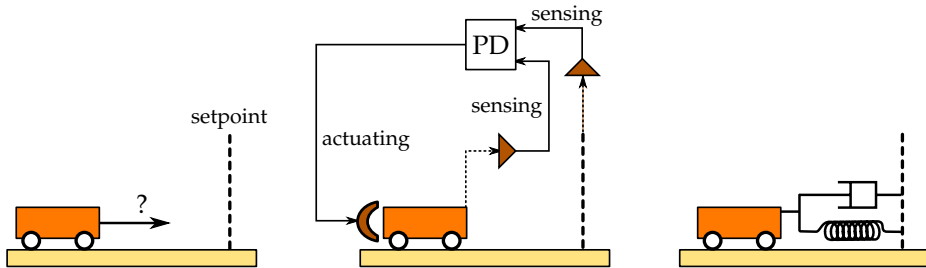 setpoint
?
sensing
PD
sensing
actuating